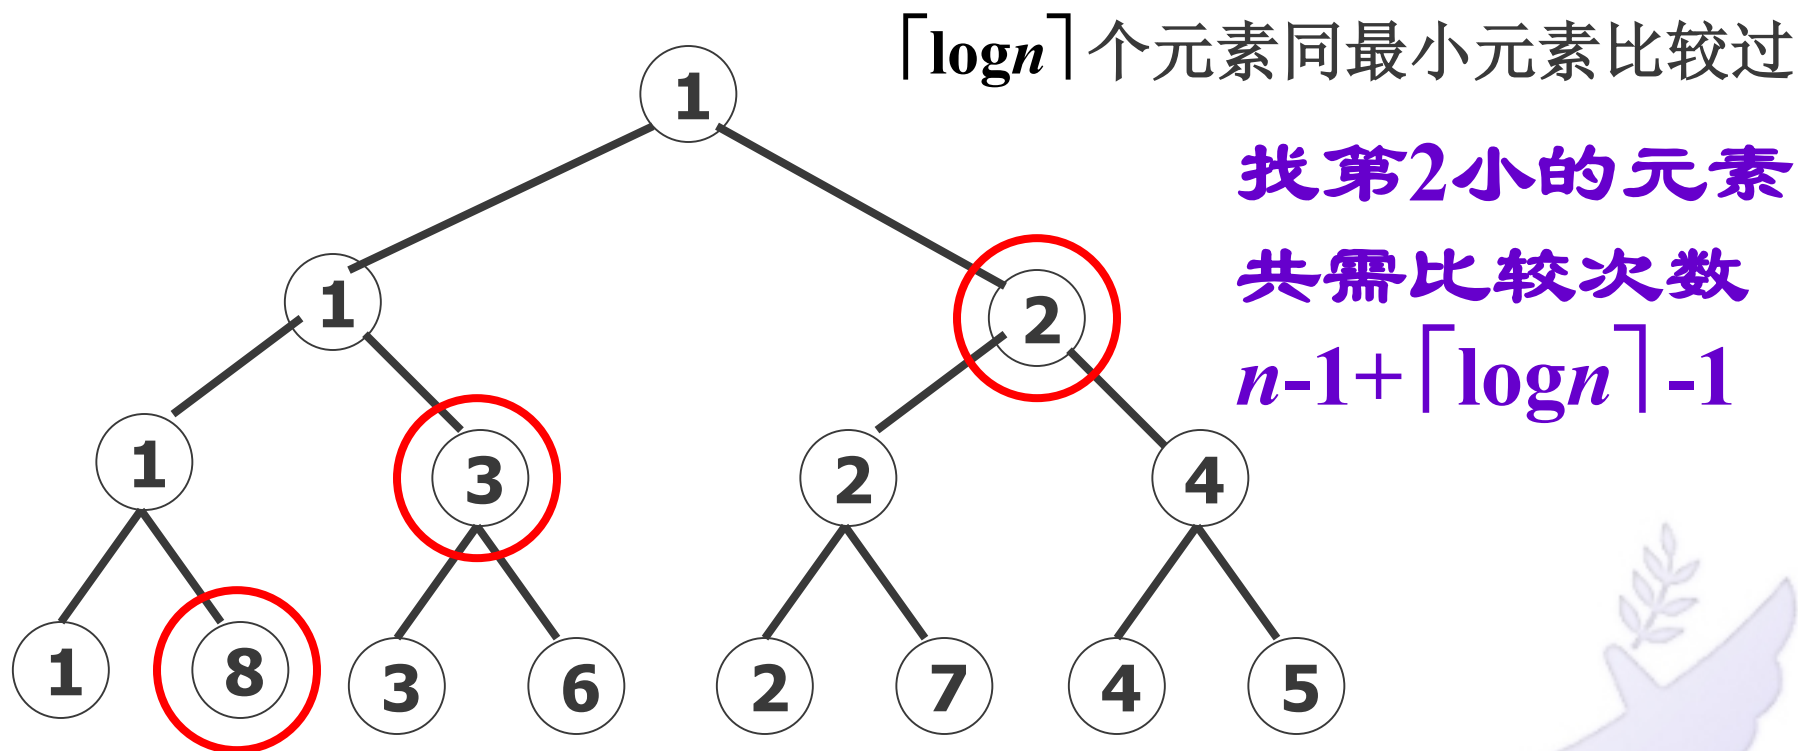 ⌈logn⌉个元素同最小元素比较过
找第2小的元素
共需比较次数
n-1+⌈logn⌉-1
1
1 2
1 3 2 4
1 8 3 6 2 7 4 5